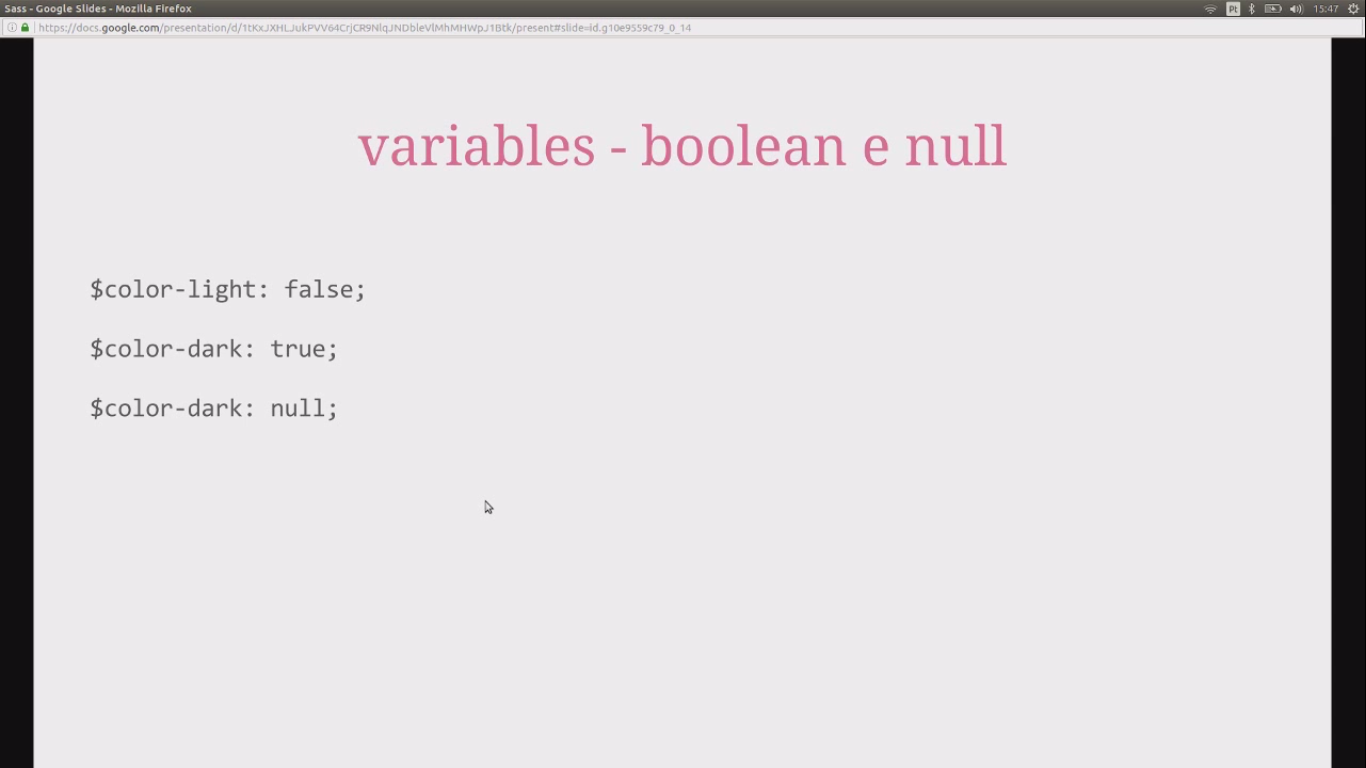 Sass - Google Slides - Mozilla Firefox
Pt
15:47
https://docs.google.com/presentation/d/1tKxJXHLJukPVV64CrjCR9NlqJNDbleVlMhMHWpJ1Btk/present#slide=id.g10e9559c79_0_14
variables - boolean e null
$color-light: false;
$color-dark: true;
$color-dark: null;